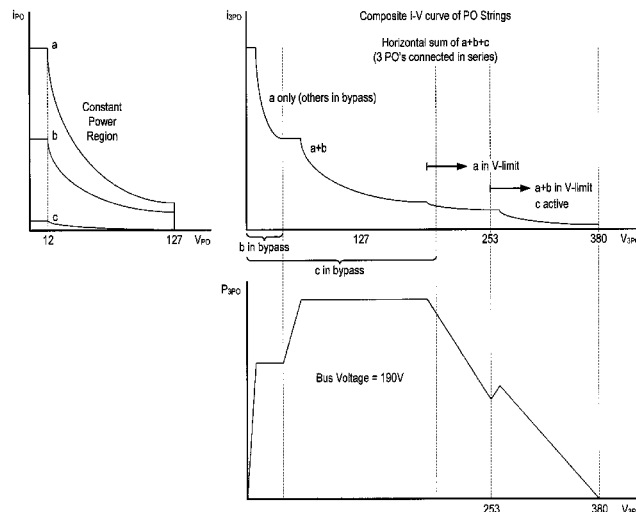 iPO
a
Constant
Power
Region
b
c
12
VPO
127
i3PO
Composite I-V curve of PO Strings
Horizontal sum of a+b+c
(3 PO's connected in series)
a only (others in bypass)
a+b
a in V-limit
a+b in V-limit
c active
127
253
380
V3PO
b in bypass
c in bypass
P3PO
Bus Voltage = 190V
253
380
V3PO